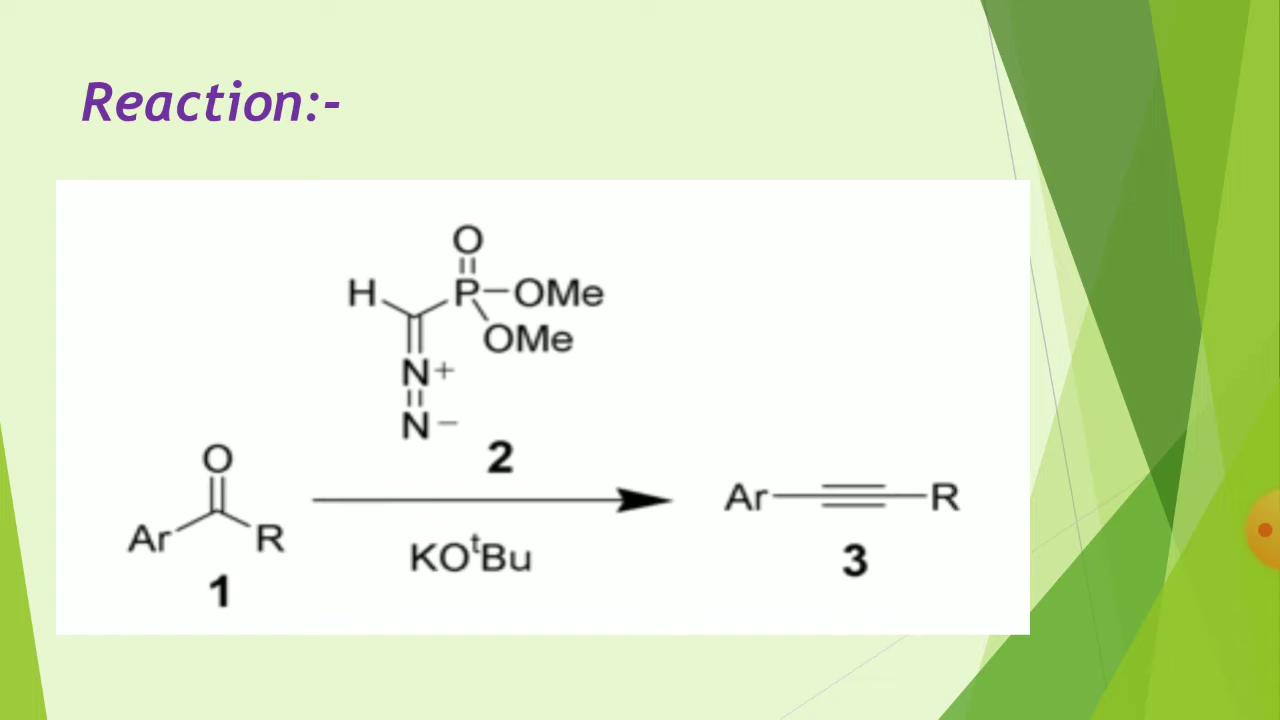 Reaction:-
O
H P OMe
OMe
N+
N−
2
O
Ar R
1
KOtBu
Ar R
3